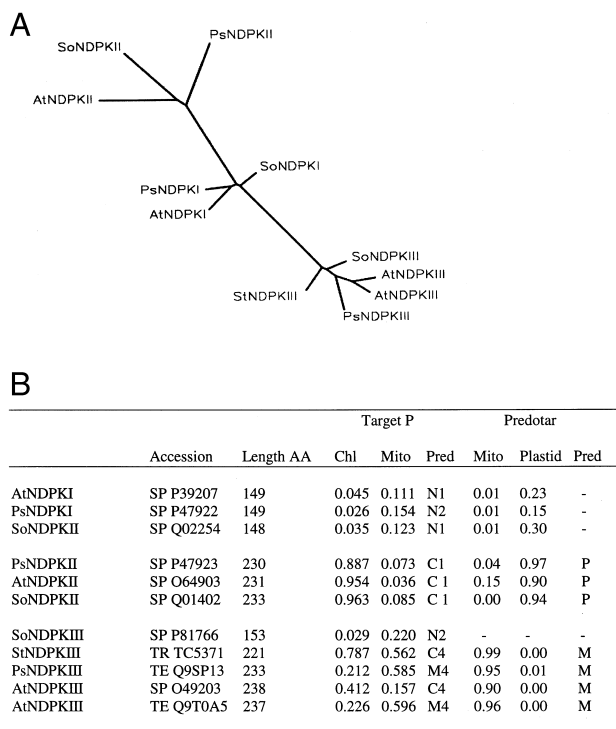 A
SoNDPKII
PsNDPKII
AtNDPKII
SoNDPKI
PsNDPKI
AtNDPKI
SoNDPKIII
AtNDPKIII
StNDPKIII
AtNDPKIII
PsNDPKIII
B
Target P Predotar
Accession Length AA Chl Mito Pred Mito Plastid Pred
AtNDPKI SP P39207 149 0.045 0.111 N1 0.01 0.23 -
PsNDPKI SP P47922 149 0.026 0.154 N2 0.01 0.15 -
SoNDPKII SP Q02254 148 0.035 0.123 N1 0.01 0.30 -
PsNDPKII SP P47923 230 0.887 0.073 C1 0.04 0.97 P
AtNDPKII SP O64903 231 0.954 0.036 C 1 0.15 0.90 P
SoNDPKII SP Q01402 233 0.963 0.085 C 1 0.00 0.94 P
SoNDPKIII SP P81766 153 0.029 0.220 N2 - - -
StNDPKIII TR TC5371 221 0.787 0.562 C4 0.99 0.00 M
PsNDPKIII TE Q9SP13 233 0.212 0.585 M4 0.95 0.01 M
AtNDPKIII SP O49203 238 0.412 0.157 C4 0.90 0.00 M
AtNDPKIII TE Q9T0A5 237 0.226 0.596 M4 0.96 0.00 M